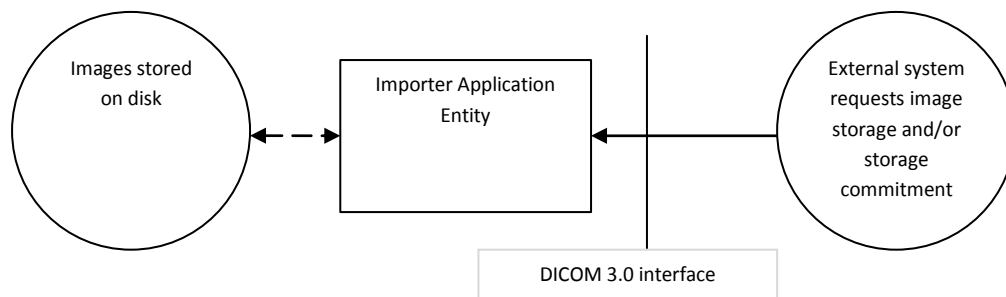 Images stored
on disk
Importer Application
Entity
External system
requests image
storage and/or
storage
commitment
DICOM 3.0 interface